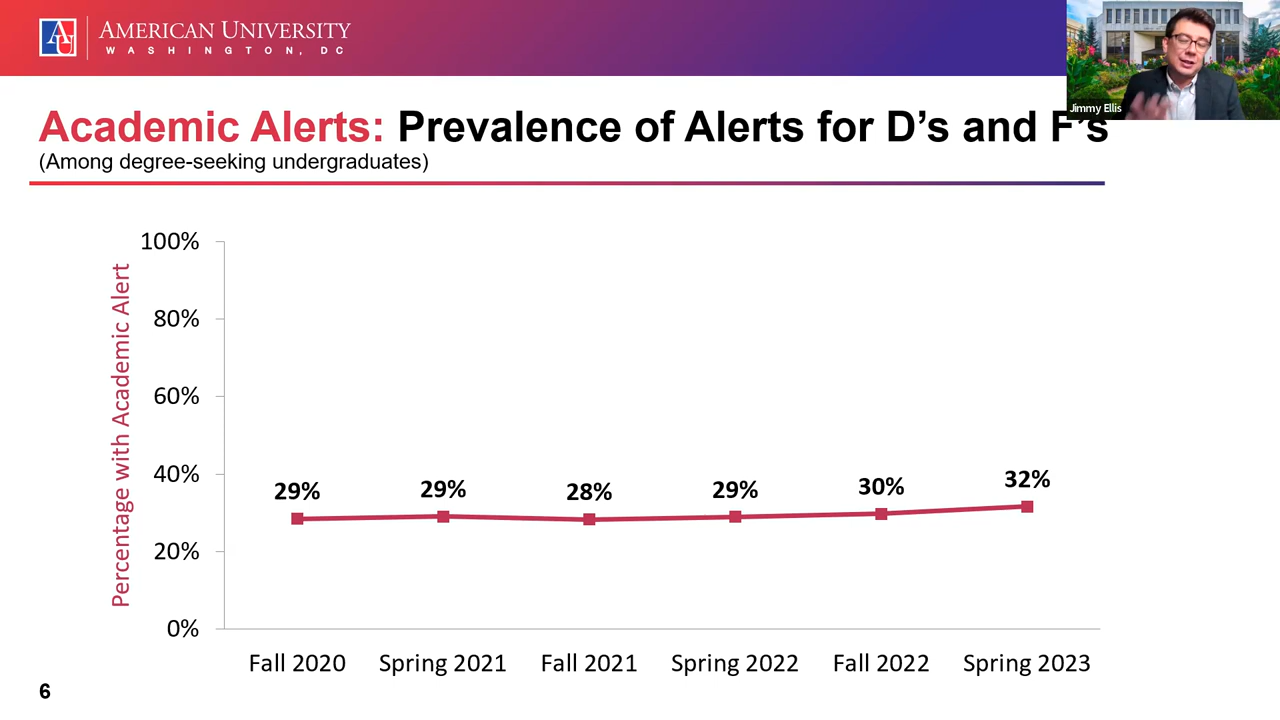 AMERICAN UNIVERSITY
WASHINGTON, DC
Jimmy Ellis
Academic Alerts: Prevalence of Alerts for D’s and F’s
(Among degree-seeking undergraduates)
Percentage with Academic Alert
100%
80%
60%
40%
20%
0%
29%
29%
28%
29%
30%
32%
Fall 2020
Spring 2021
Fall 2021
Spring 2022
Fall 2022
Spring 2023
6